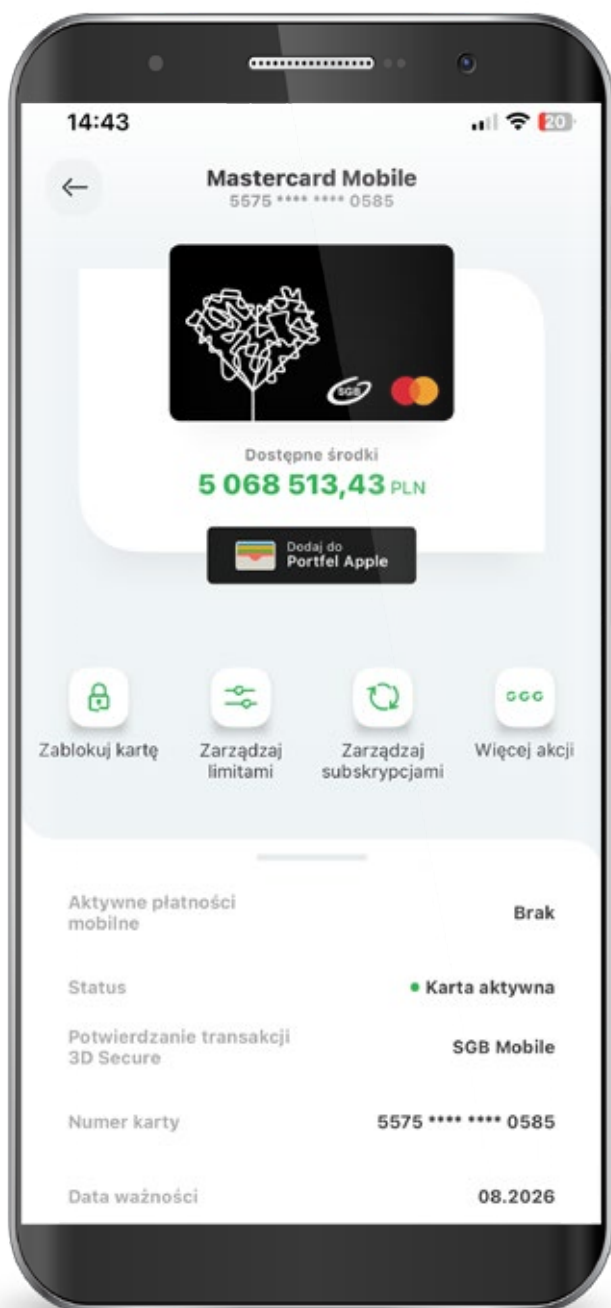 14:43
20
Mastercard Mobile
5575 **** **** 0585
SGB
Dostępne środki
5 068 513,43 PLN
Dodaj do
Portfel Apple
Zablokuj kartę
Zarządzaj
limitami
Zarządzaj
subskrypcjami
Więcej akcji
Aktywne płatności
mobilne
Brak
Status
Karta aktywna
Potwierdzanie transakcji
3D Secure
SGB Mobile
Numer karty
5575 **** **** 0585
Data ważności
08.2026